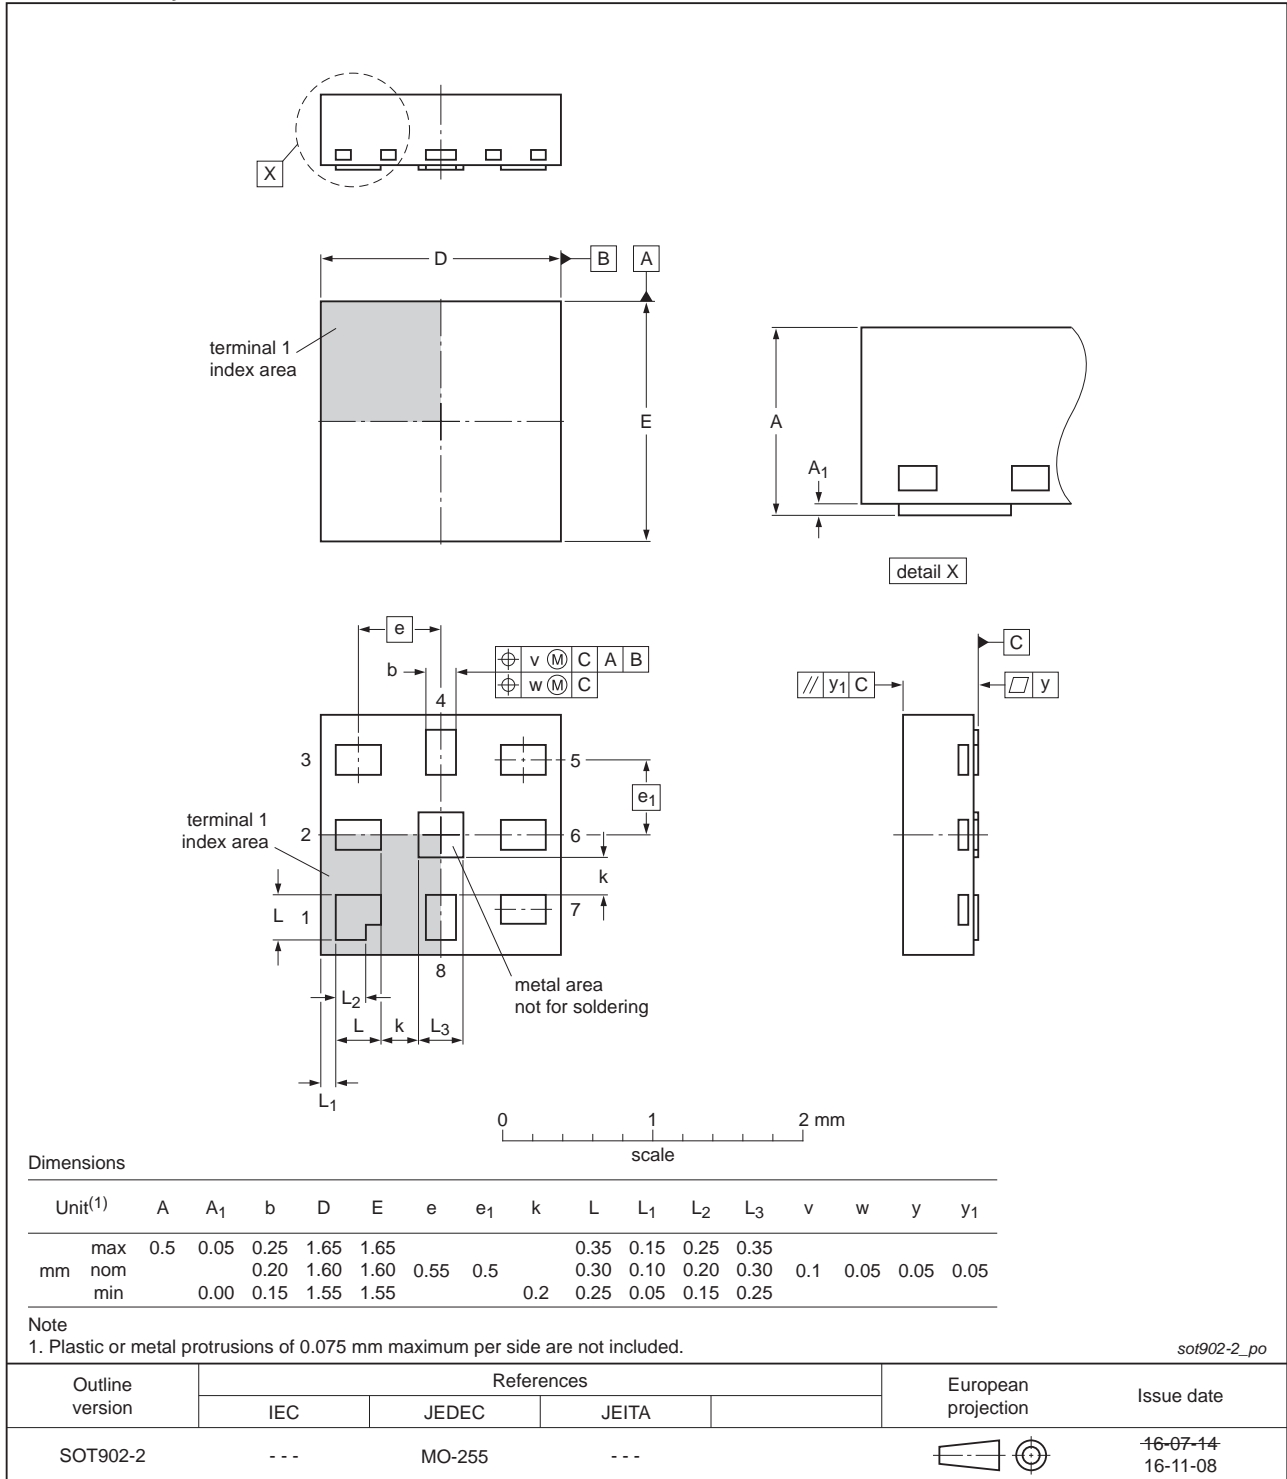 X
D
B
A
terminal 1
index area
E
A
A1
detail X
e
b
v M C A B
w M C
4
3
5
e1
terminal 1
index area
2
6
k
L
1
7
8
metal area
not for soldering
L2
L
k
L3
L1
C
// y1 C
y
0 1 2 mm
scale
Dimensions
Unit(1) A A1 b D E e e1 k L L1 L2 L3 v w y y1
max 0.5 0.05 0.25 1.65 1.65 0.35 0.15 0.25 0.35
mm nom 0.20 1.60 1.60 0.55 0.5 0.30 0.10 0.20 0.30 0.1 0.05 0.05 0.05
min 0.00 0.15 1.55 1.55 0.2 0.25 0.05 0.15 0.25
Note
1. Plastic or metal protrusions of 0.075 mm maximum per side are not included.
sot902-2_po
Outline version
References
European projection
Issue date
IEC JEDEC JEITA
SOT902-2 - - - MO-255 - - -
16-07-14
16-11-08